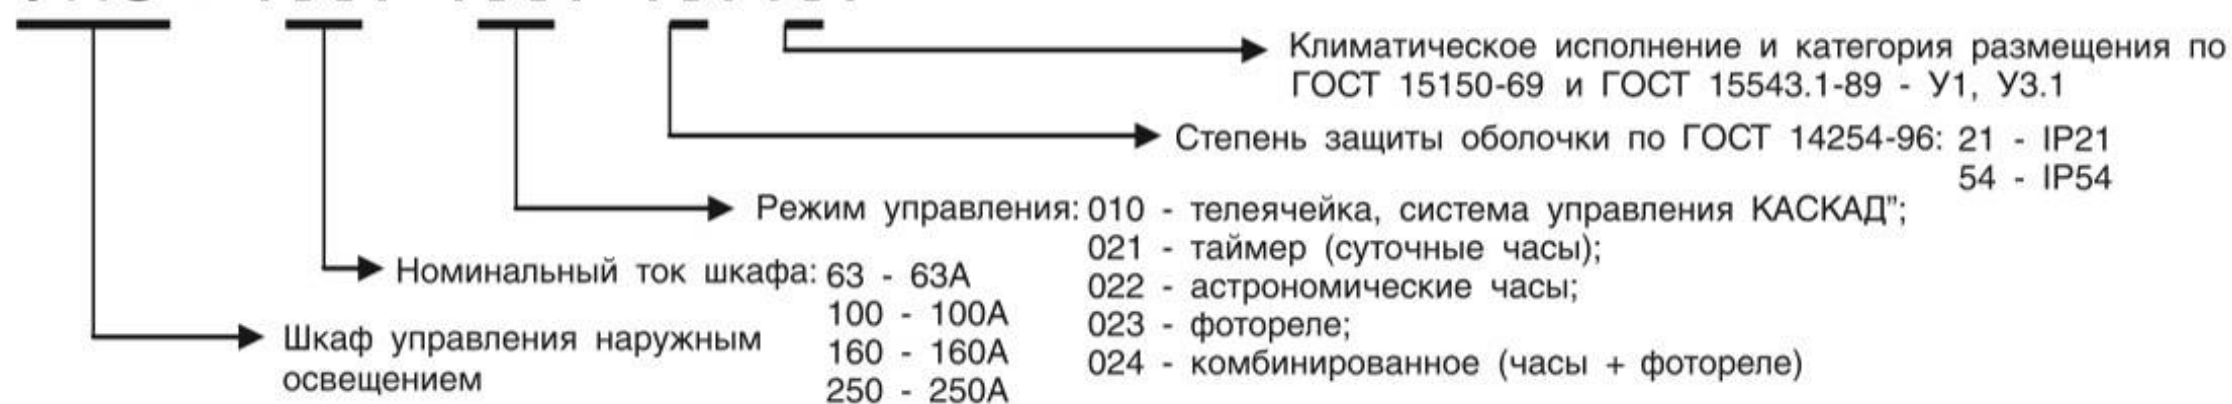 Климатическое исполнение и категория размещения по
ГОСТ 15150-69 и ГОСТ 15543.1-89 - У1, У3.1
Степень защиты оболочки по ГОСТ 14254-96: 21 - IP21
54 - IP54
Режим управления: 010 - телеячейка, система управления КАСКАД";
021 - таймер (суточные часы);
Номинальный ток шкафа: 63 - 63А
022 - астрономические часы;
100 - 100А
023 - фотореле;
Шкаф управления наружным
160 - 160А
024 - комбинированное (часы + фотореле)
освещением
250 - 250А